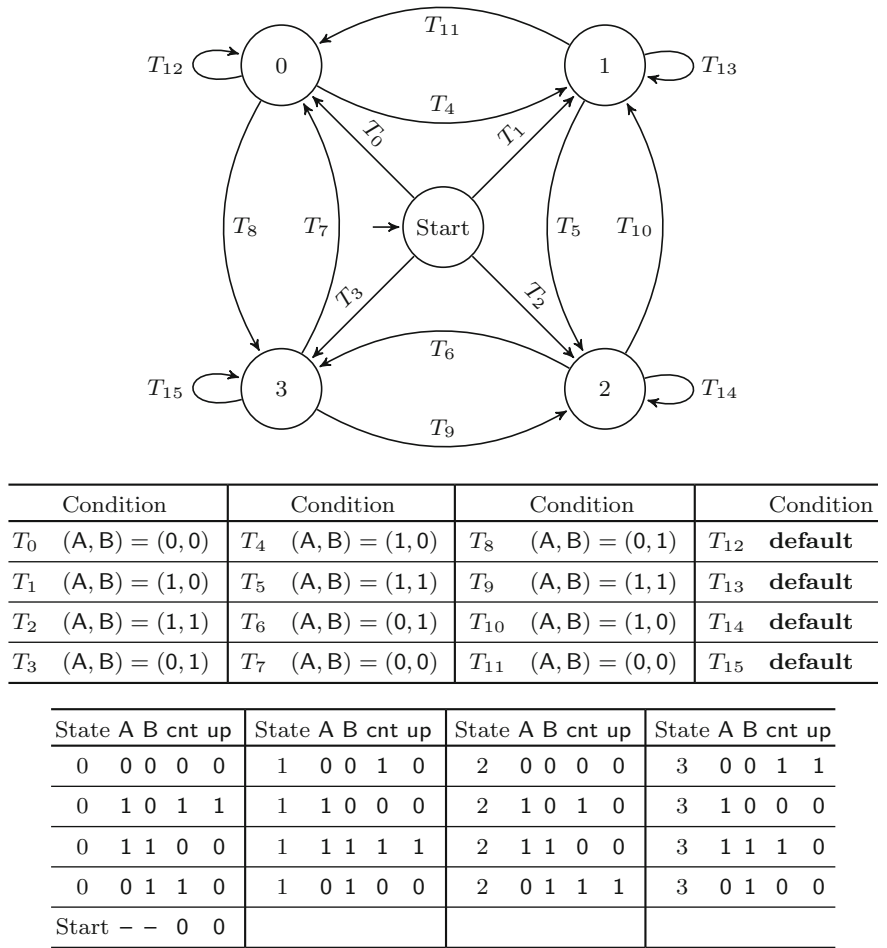 T11
T12 0 1 T13
T4
T0 T1
T8 T7 Start T5 T10
T3 T2
T6
T15 3 2 T14
T9
Condition Condition Condition Condition
T0 (A, B) = (0, 0) T4 (A, B) = (1, 0) T8 (A, B) = (0, 1) T12 default
T1 (A, B) = (1, 0) T5 (A, B) = (1, 1) T9 (A, B) = (1, 1) T13 default
T2 (A, B) = (1, 1) T6 (A, B) = (0, 1) T10 (A, B) = (1, 0) T14 default
T3 (A, B) = (0, 1) T7 (A, B) = (0, 0) T11 (A, B) = (0, 0) T15 default
State A B cnt up State A B cnt up State A B cnt up State A B cnt up
0 0 0 0 0 1 0 0 1 0 2 0 0 0 0 3 0 0 1 1
0 1 0 1 1 1 1 0 0 0 2 1 0 1 0 3 1 0 0 0
0 1 1 0 0 1 1 1 1 1 2 1 1 0 0 3 1 1 1 0
0 0 1 1 0 1 0 1 0 0 2 0 1 1 1 3 0 1 0 0
Start – – 0 0